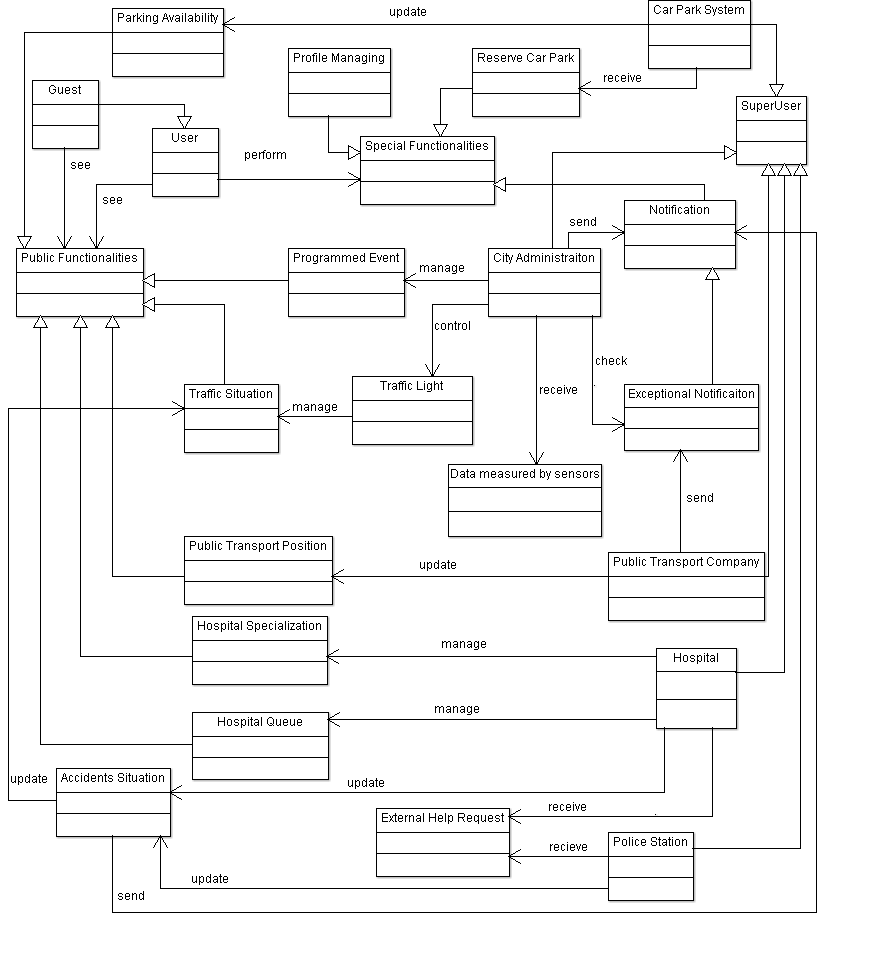 Car Park System
update
Parking Availability
Profile Managing
Reserve Car Park
receive
Guest
SuperUser
User
Special Functionalities
perform
see
see
Notification
send
Public Functionalities
Programmed Event
manage
City Administraiton
control
check
Traffic Situation
manage
Traffic Light
receive
Exceptional Notificaiton
Data measured by sensors
send
Public Transport Position
update
Public Transport Company
Hospital Specialization
manage
Hospital
Hospital Queue
manage
update
Accidents Situation
update
External Help Request
receive
recieve
Police Station
update
send